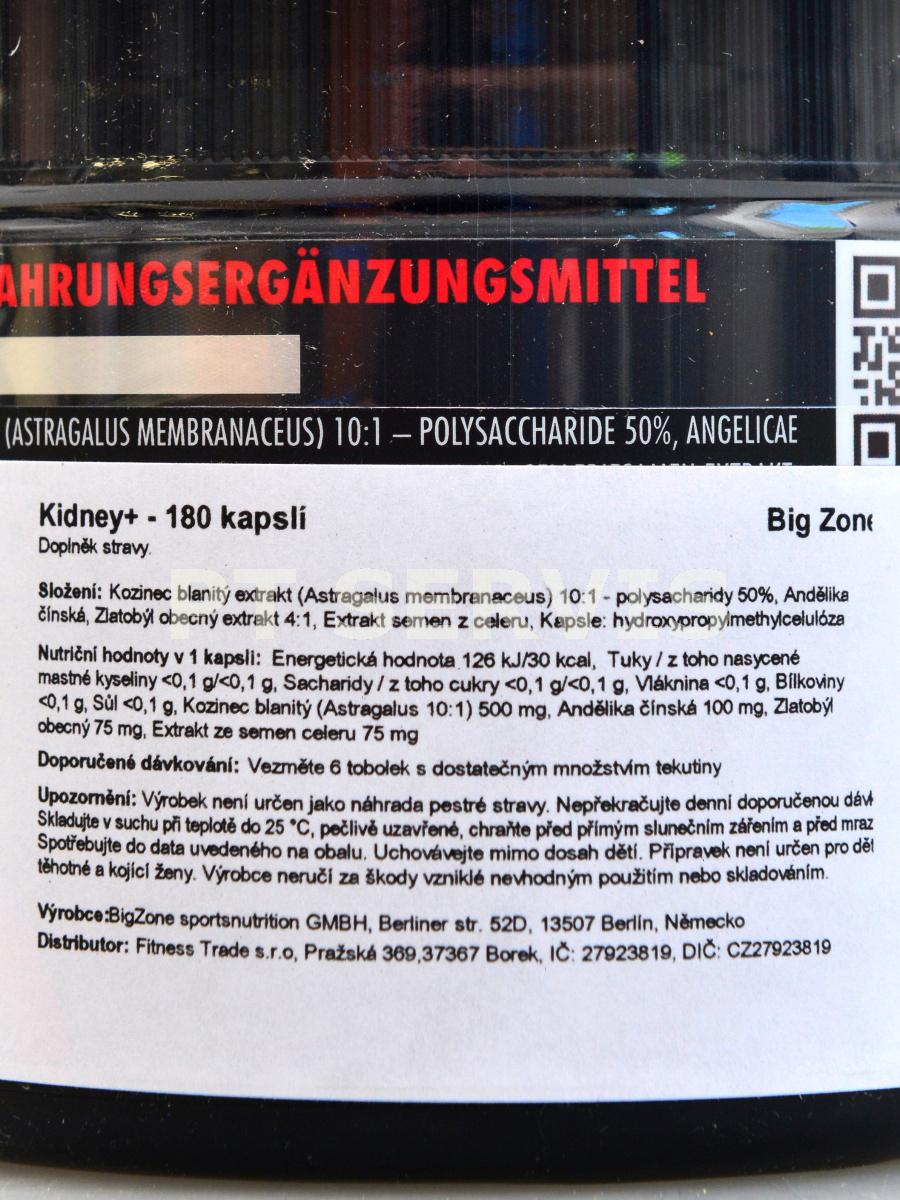 AHRUNGSERGÄNZUNGSMITTEL
(ASTRAGALUS MEMBRANACEUS) 10:1 – POLYSACCHARIDE 50%, ANGELICAE
Kidney+ - 180 kapslí Big Zone
Doplněk stravy.
PT SERVIS
Složení: Kozinec blanitý extrakt (Astragalus membranaceus) 10:1 - polysacharidy 50%, Andělika
čínská, Zlatobýl obecný extrakt 4:1, Extrakt semen z celeru, Kapsle: hydroxypropylmethylcelulóza
Nutriční hodnoty v 1 kapsli: Energetická hodnota 126 kJ/30 kcal, Tuky / z toho nasycené
mastné kyseliny <0,1 g/<0,1 g, Sacharidy / z toho cukry <0,1 g/<0,1 g, Vláknina <0,1 g, Bílkoviny
<0,1 g, Sůl <0,1 g, Kozinec blanitý (Astragalus 10:1) 500 mg, Andělika čínská 100 mg, Zlatobýl
obecný 75 mg, Extrakt ze semen celeru 75 mg
Doporučené dávkování: Vezměte 6 tobolek s dostatečným množstvím tekutiny
Upozornění: Výrobek není určen jako náhrada pestré stravy. Nepřekračujte denní doporučenou dáv
Skladujte v suchu při teplotě do 25 °C, pečlivě uzavřené, chraňte před přímým slunečním zářením a před mraz
Spotřebujte do data uvedeného na obalu. Uchovávejte mimo dosah dětí. Přípravek není určen pro dět
těhotné a kojící ženy. Výrobce neručí za škody vzniklé nevhodným použitím nebo skladováním.
Výrobce:BigZone sportsnutrition GMBH, Berliner str. 52D, 13507 Berlín, Německo
Distributor: Fitness Trade s.r.o, Pražská 369,37367 Borek, IČ: 27923819, DIČ: CZ27923819